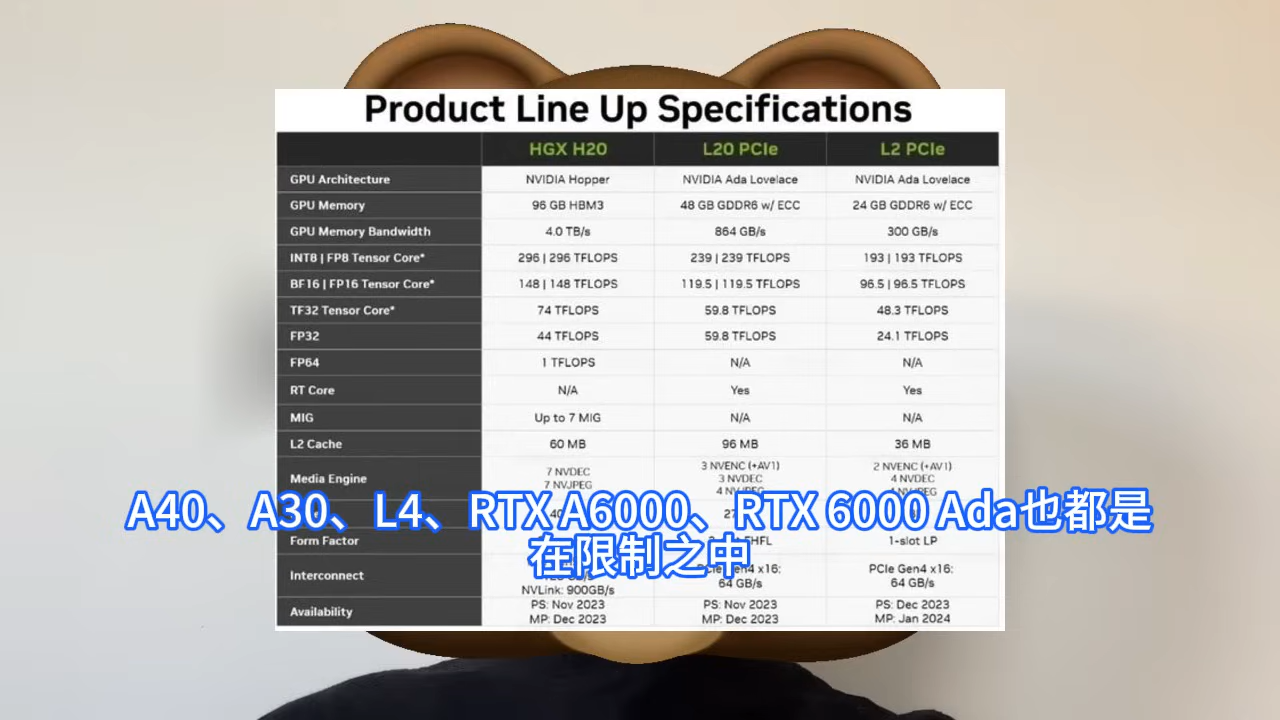 Product Line Up Specifications
HGX H20 L20 PCIe L2 PCIe
GPU Architecture NVIDIA Hopper NVIDIA Ada Lovelace NVIDIA Ada Lovelace
GPU Memory 96 GB HBM3 48 GB GDDR6 w/ ECC 24 GB GDDR6 w/ ECC
GPU Memory Bandwidth 4.0 TB/s 864 GB/s 300 GB/s
INT8 | FP8 Tensor Core* 296 | 296 TFLOPS 239 | 239 TFLOPS 193 | 193 TFLOPS
BF16 | FP16 Tensor Core* 148 | 148 TFLOPS 119.5 | 119.5 TFLOPS 96.5 | 96.5 TFLOPS
TF32 Tensor Core* 74 TFLOPS 59.8 TFLOPS 48.3 TFLOPS
FP32 44 TFLOPS 59.8 TFLOPS 24.1 TFLOPS
FP64 1 TFLOPS N/A N/A
RT Core N/A Yes Yes
MIG Up to 7 MIG N/A N/A
L2 Cache 60 MB 96 MB 36 MB
Media Engine 7 NVDEC 3 NVENC (+AV1) 2 NVENC (+AV1)
7 NVJPEG 3 NVDEC 4 NVDEC
4 NVJPEG 4 NVJPEG
A40、A30、L4、RTX A6000、RTX 6000 Ada也都是
在限制之中
Form Factor 1-slot LP
Interconnect PCIe Gen4 x16: PCIe Gen4 x16:
64 GB/s 64 GB/s
NVLink: 900GB/s
Availability PS: Nov 2023 PS: Nov 2023 PS: Dec 2023
MP: Dec 2023 MP: Dec 2023 MP: Jan 2024